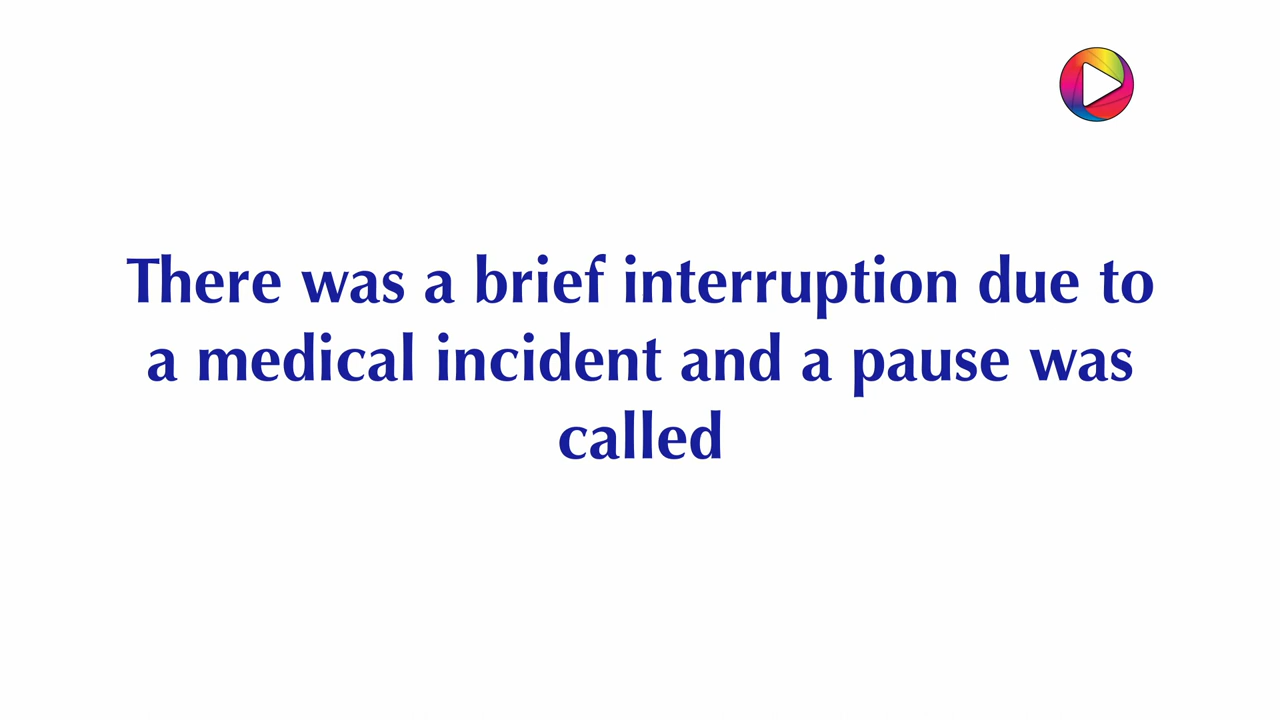 There was a brief interruption due to
a medical incident and a pause was
called